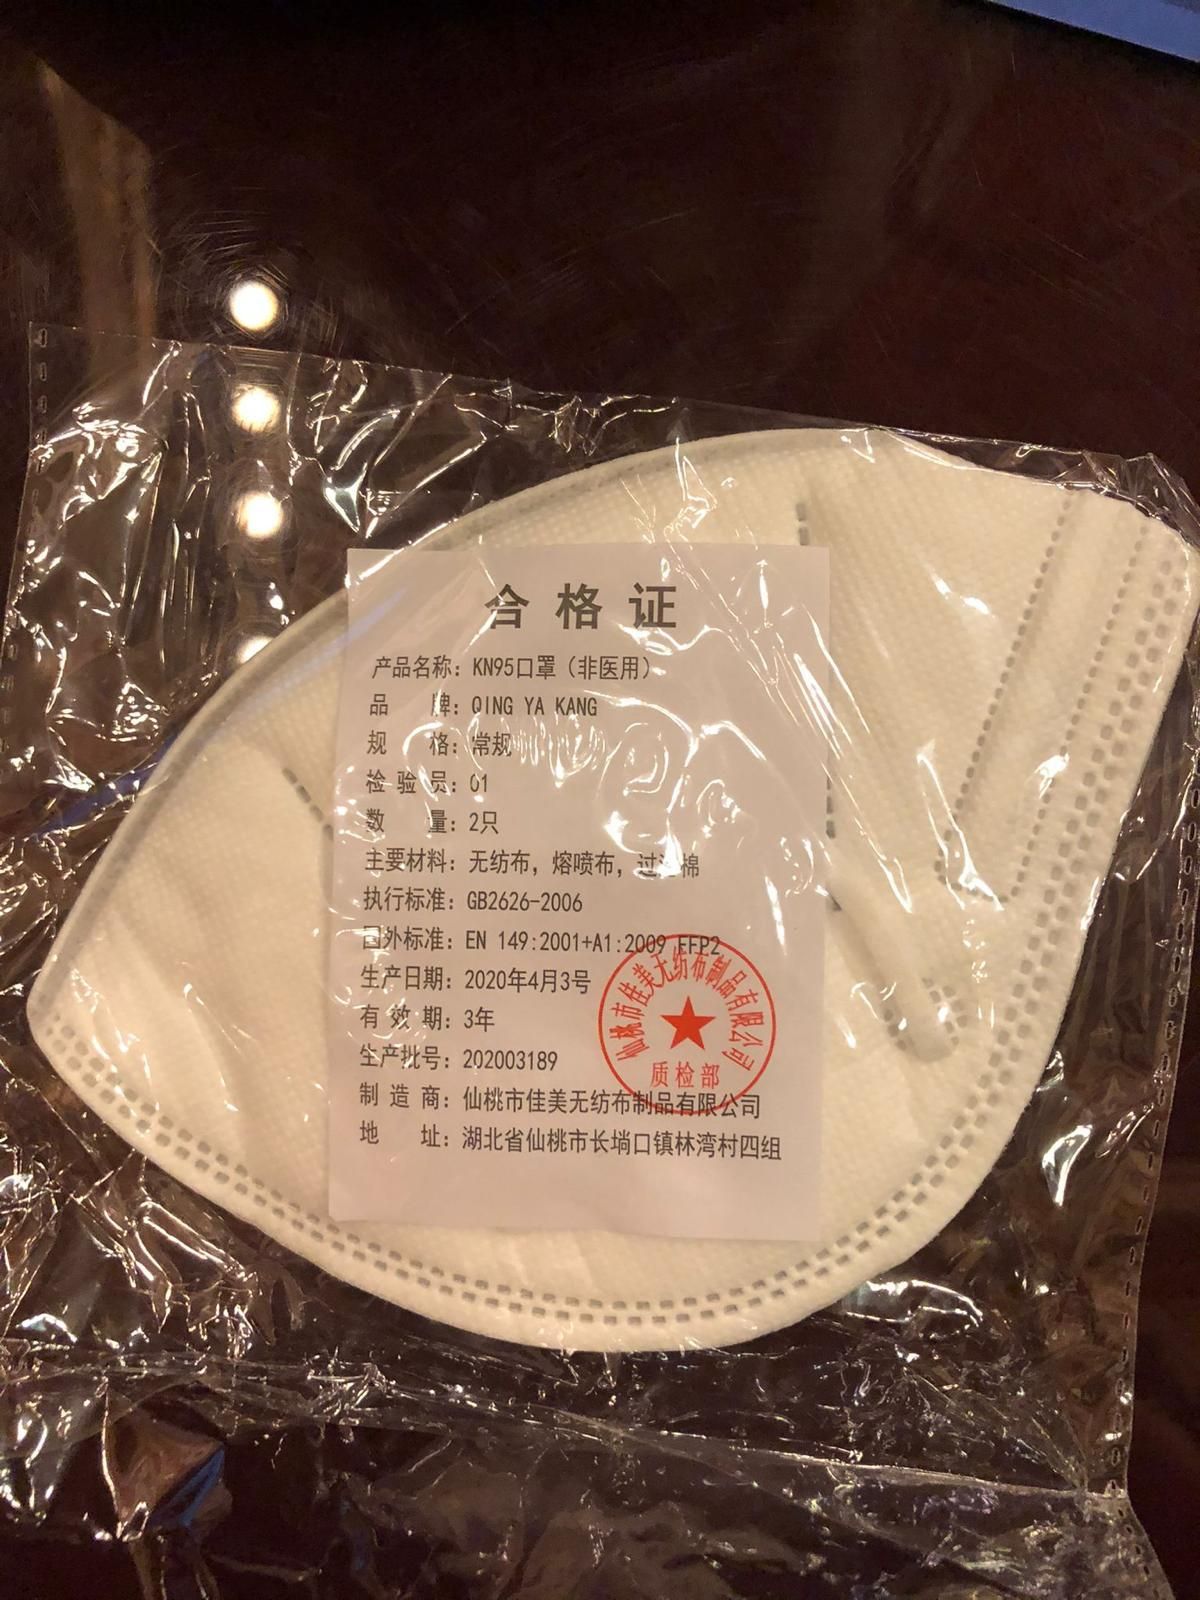 合格证
产品名称：KN95口罩（非医用）
品 牌：QING YA KANG
规 格：常规
检验员：01
数 量：2只
主要材料：无纺布，熔喷布，过 棉
执行标准：GB2626-2006
国外标准：EN 149:2001+A1:2009 FFP2
生产日期：2020年4月3号
有效期：3年
生产批号：202003189
制造商：仙桃市佳美无纺布制品有限公司
地 址：湖北省仙桃市长埫口镇林湾村四组
仙桃市佳美无纺布制品有限公司
质检部